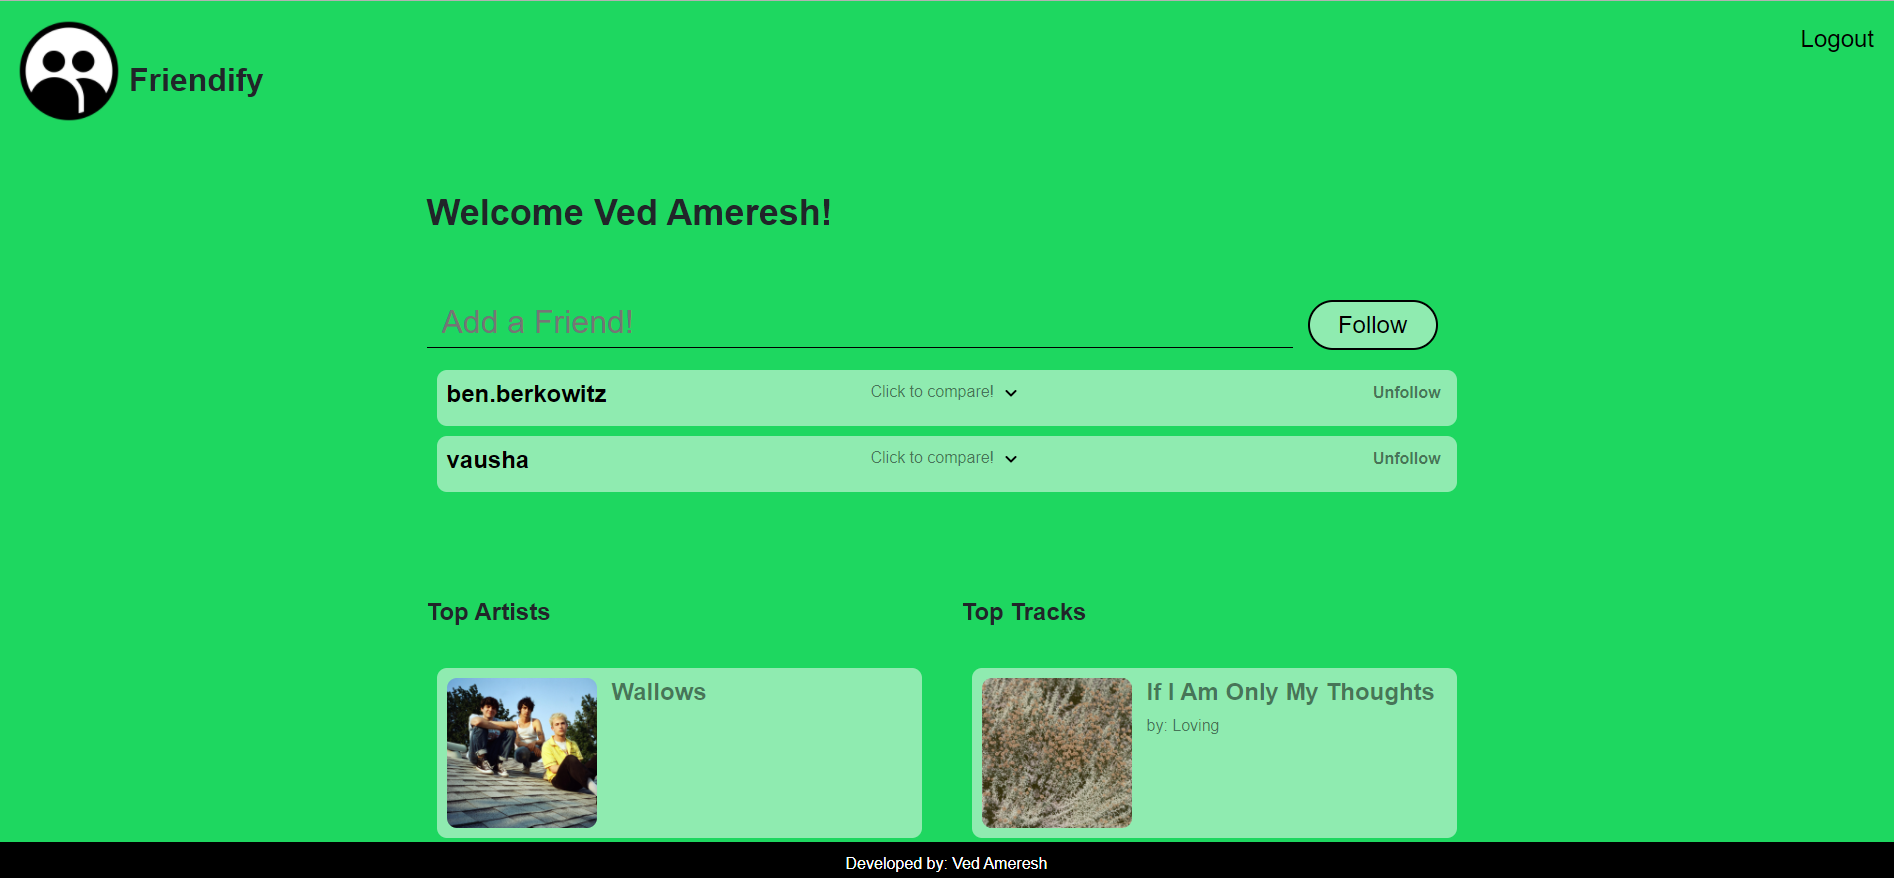 Friendify
Logout
Welcome Ved Ameresh!
Add a Friend!
Follow
ben.berkowitz
Click to compare!
Unfollow
vausha
Click to compare!
Unfollow
Top Artists
Top Tracks
Wallows
If I Am Only My Thoughts
by: Loving
Developed by: Ved Ameresh